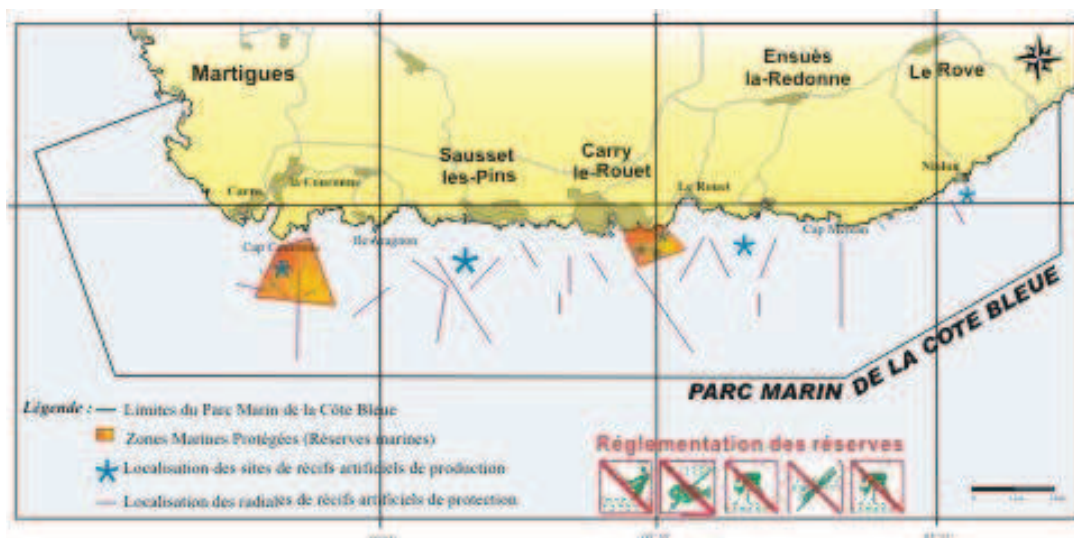 Martigues
Ensuès
la-Redonne
Le Rove
Sausset
les-Pins
Carry
le-Rouet
Niolon
Carro
la Couronne
Le Rouet
Cap Couronne
Ile Aragnon
Cap Méjean
PARC MARIN DE LA COTE BLEUE
Légende :
Limites du Parc Marin de la Côte Bleue
Zones Marines Protégées (Réserves marines)
Localisation des sites de récifs artificiels de production
Localisation des radiales de récifs artificiels de protection
Réglementation des réserves